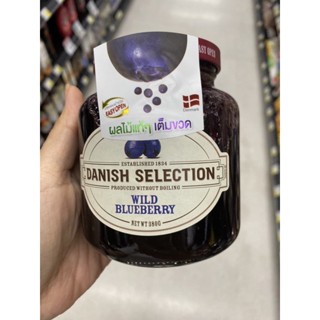 EASY OPEN
ผลไม้แท้ๆ เต็มขวด
ESTABLISHED 1834
DANISH SELECTION
PRODUCED WITHOUT BOILING
WILD
BLUEBERRY
NET WT 380G